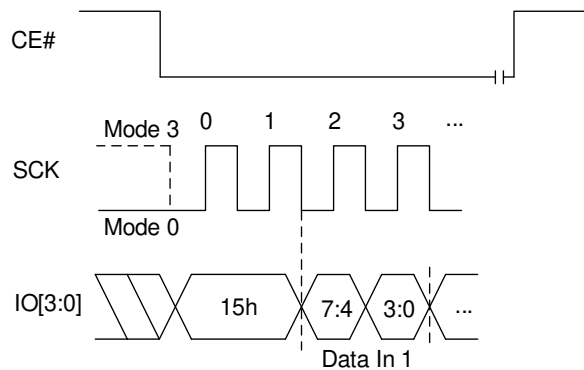 CE#
Mode 3 0 1 2 3 ...
SCK
Mode 0
IO[3:0] 15h 7:4 3:0 ...
Data In 1